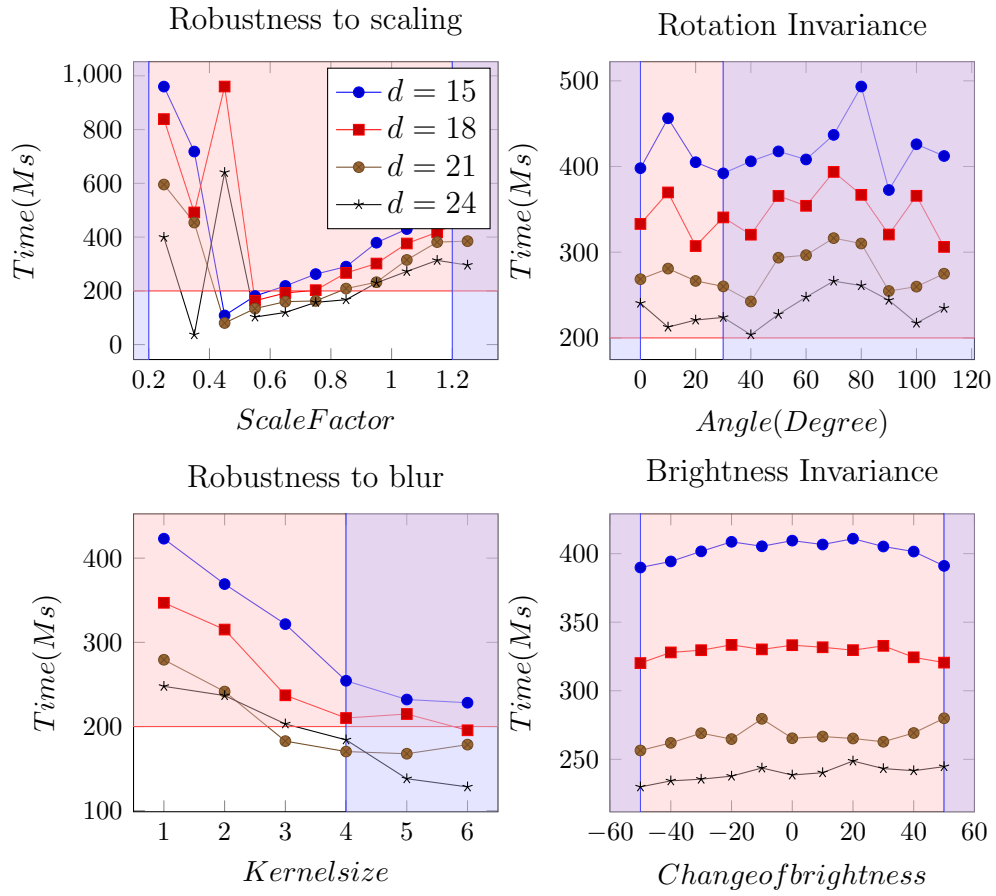 Robustness to scaling
1,000
800
600
400
200
0
Time(Ms)
0.2 0.4 0.6 0.8 1 1.2
ScaleFactor
d = 15
d = 18
d = 21
d = 24
Rotation Invariance
500
400
300
200
Time(Ms)
0 20 40 60 80 100 120
Angle(Degree)
Robustness to blur
400
300
200
100
Time(Ms)
1 2 3 4 5 6
Kernelsize
Brightness Invariance
400
350
300
250
Time(Ms)
−60 −40 −20 0 20 40 60
Changeofbrightness